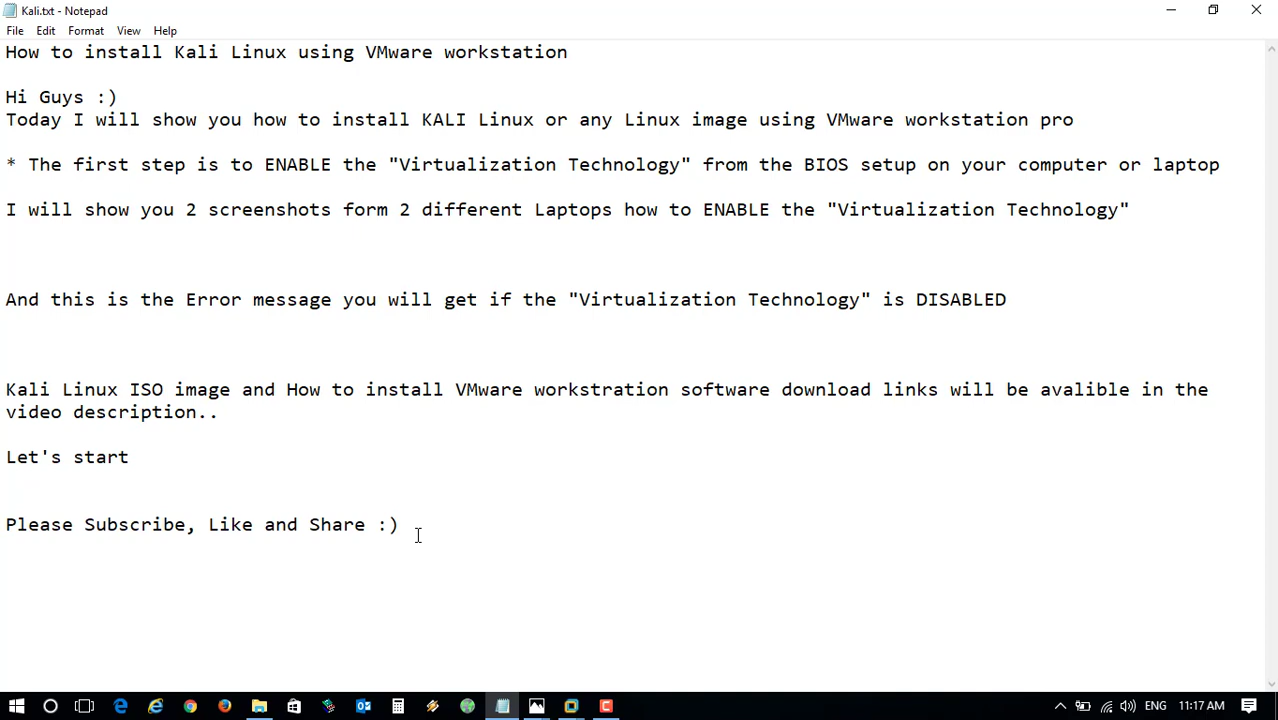 Kali.txt - Notepad
File Edit Format View Help
How to install Kali Linux using VMware workstation
Hi Guys :)
Today I will show you how to install KALI Linux or any Linux image using VMware workstation pro
* The first step is to ENABLE the "Virtualization Technology" from the BIOS setup on your computer or laptop
I will show you 2 screenshots form 2 different Laptops how to ENABLE the "Virtualization Technology"
And this is the Error message you will get if the "Virtualization Technology" is DISABLED
Kali Linux ISO image and How to install VMware workstration software download links will be avalible in the
video description..
Let's start
Please Subscribe, Like and Share :)
ENG 11:17 AM